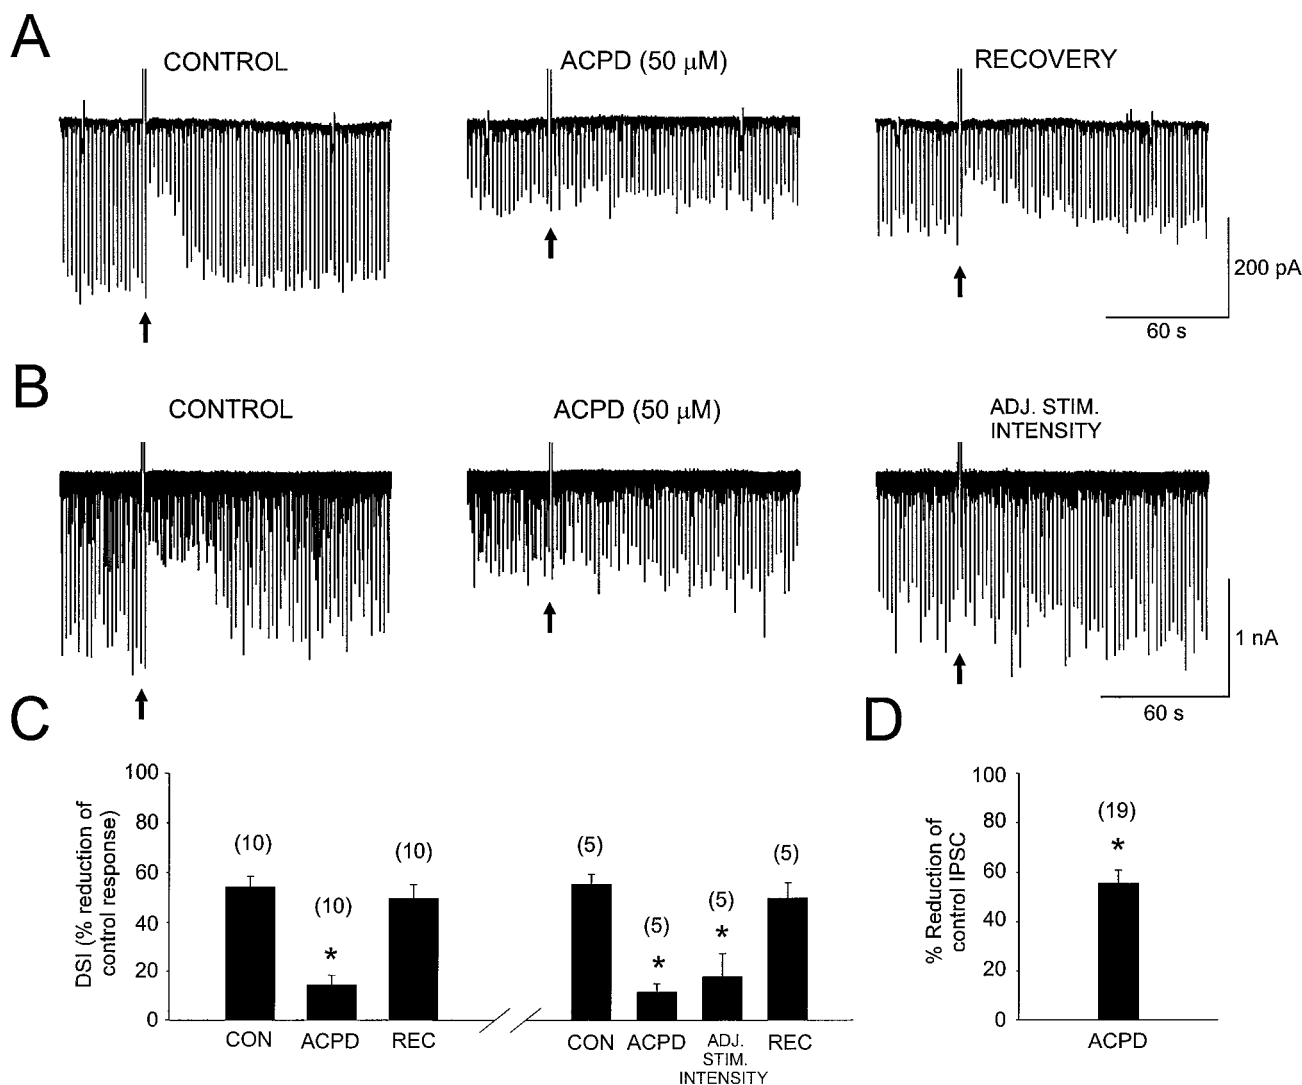 A
CONTROL
ACPD (50 μM)
RECOVERY
200 pA
60 s
B
CONTROL
ACPD (50 μM)
ADJ. STIM.
INTENSITY
1 nA
60 s
C
DSI (% reduction of
control response)
100
80
60
40
20
0
(10)
(10)
*
(10)
(5)
(5)
*
(5)
*
(5)
CON
ACPD
REC
CON
ACPD
ADJ.
STIM.
INTENSITY
REC
D
% Reduction of
control IPSC
100
80
60
40
20
0
(19)
*
ACPD